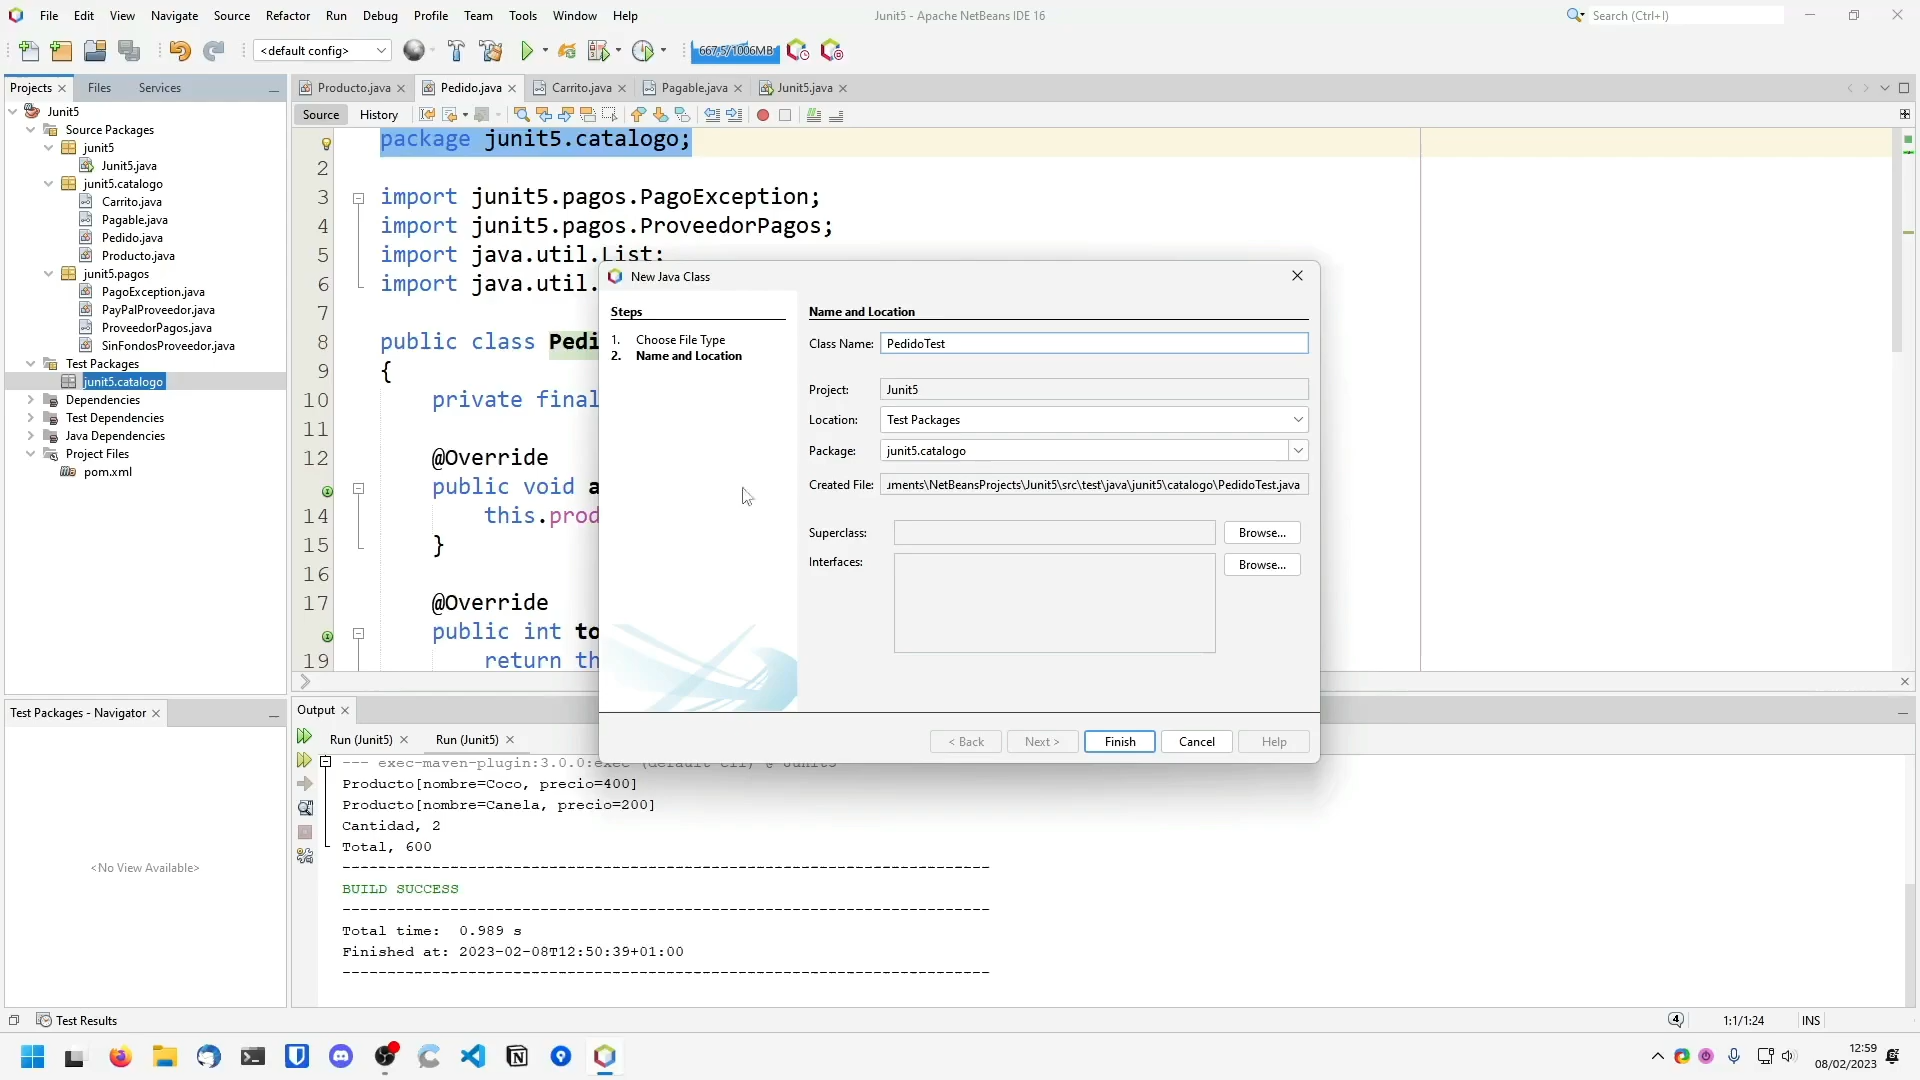 File Edit View Navigate Source Refactor Run Debug Profile Team Tools Window Help
Junit5 - Apache NetBeans IDE 16
Search (Ctrl+I)
<default config>
667,5/1006MB
Projects Files Services
Producto.java Pedido.java Carrito.java Pagable.java Junit5.java
Source History
Junit5
Source Packages
junit5
Junit5.java
junit5.catalogo
Carrito.java
Pagable.java
Pedido.java
Producto.java
junit5.pagos
PagoException.java
PayPalProveedor.java
ProveedorPagos.java
SinFondosProveedor.java
Test Packages
junit5.catalogo
Dependencies
Test Dependencies
Java Dependencies
Project Files
pom.xml
package junit5.catalogo;
2
3 import junit5.pagos.PagoException;
4 import junit5.pagos.ProveedorPagos;
5 import java.util.List;
6 import java.util.
7
8 public class Pedi
9 {
10 private final
11
12 @Override
public void a
14 this.prod
15 }
16
17 @Override
public int to
19 return th
New Java Class
Steps
1. Choose File Type
2. Name and Location
Name and Location
Class Name: PedidoTest
Project: Junit5
Location: Test Packages
Package: junit5.catalogo
Created File: uments\NetBeansProjects\Junit5\src\test\java\junit5\catalogo\PedidoTest.java
Superclass: Browse...
Interfaces: Browse...
< Back Next > Finish Cancel Help
Test Packages - Navigator
<No View Available>
Output
Run (Junit5) Run (Junit5)
--- exec-maven-plugin:3.0.0:exec (default-cli) @ Junit5
Producto[nombre=Coco, precio=400]
Producto[nombre=Canela, precio=200]
Cantidad, 2
Total, 600
------------------------------------------------------------------------
BUILD SUCCESS
------------------------------------------------------------------------
Total time:  0.989 s
Finished at: 2023-02-08T12:50:39+01:00
------------------------------------------------------------------------
Test Results
4
1:1/1:24 INS
12:59
08/02/2023